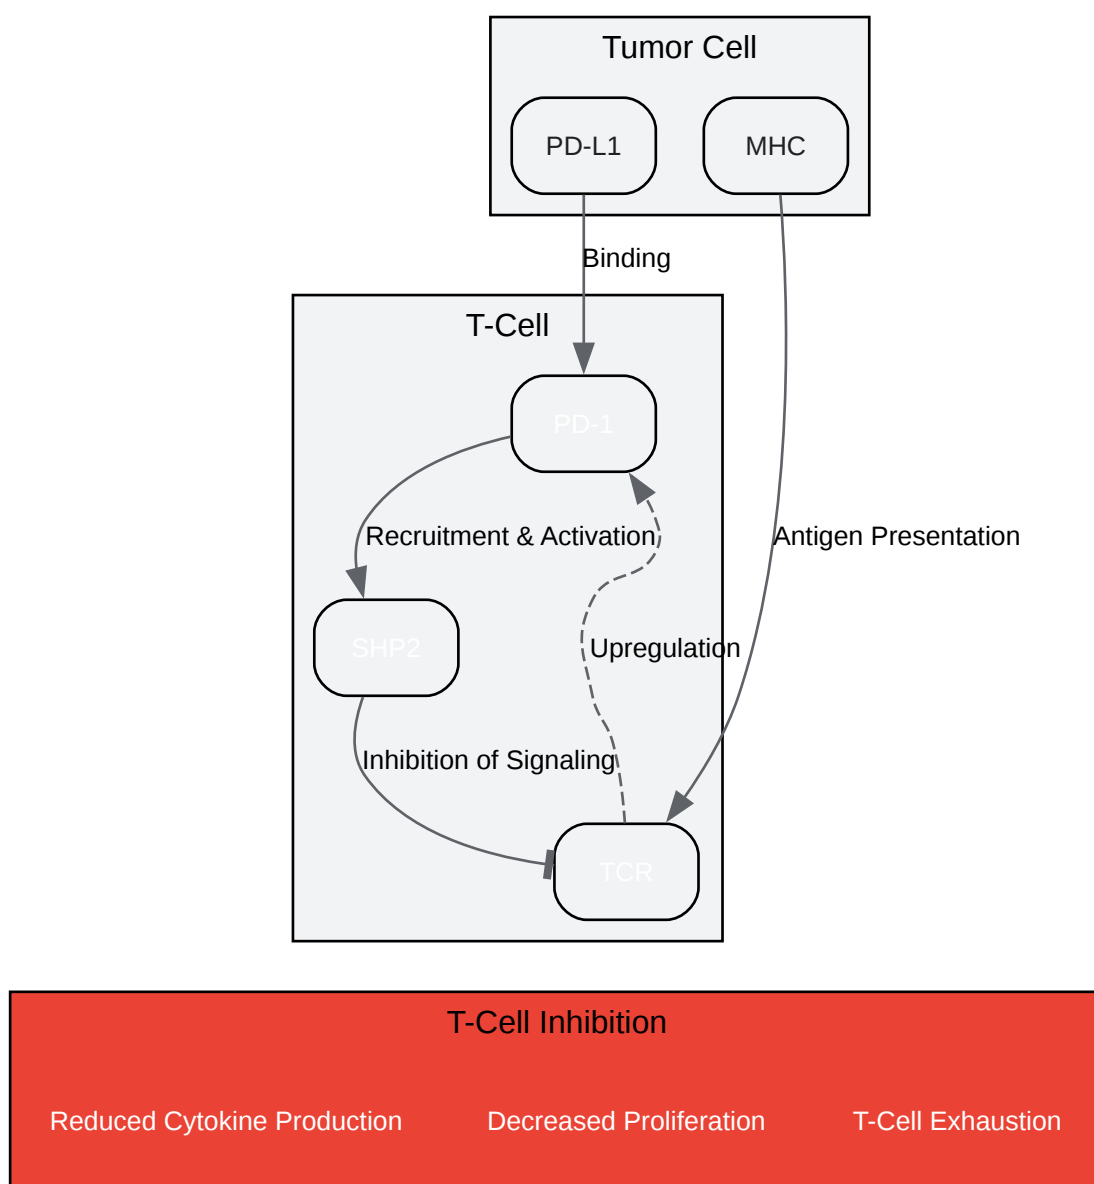 Tumor Cell
PD-L1
MHC
Binding
T-Cell
PD-1
Recruitment & Activation
Antigen Presentation
SHP2
Upregulation
Inhibition of Signaling
TCR
T-Cell Inhibition
Reduced Cytokine Production
Decreased Proliferation
T-Cell Exhaustion